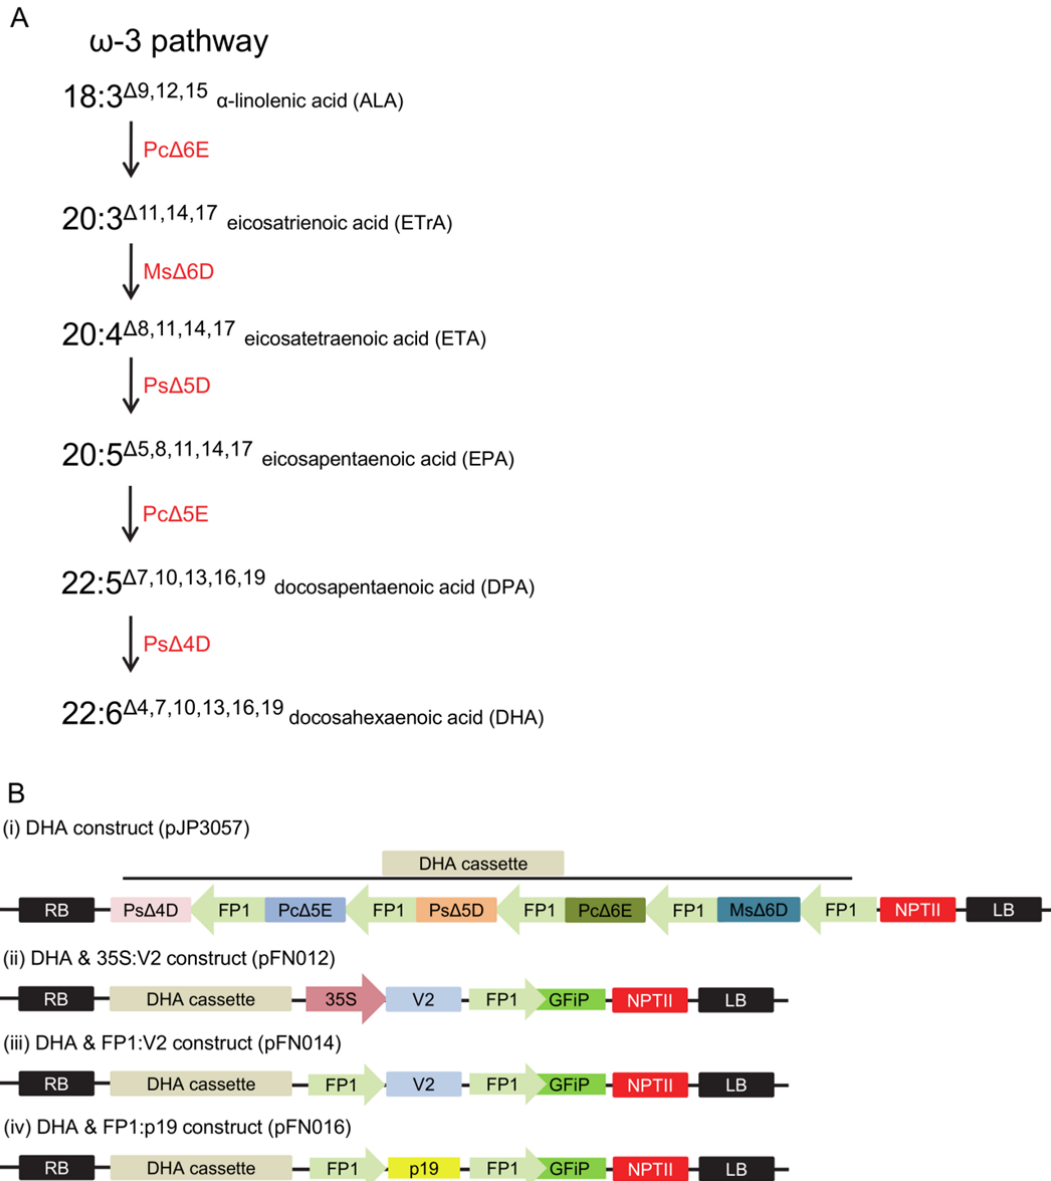 A
ω-3 pathway
18:3Δ9,12,15 α-linolenic acid (ALA)
PcΔ6E
20:3Δ11,14,17 eicosatrienoic acid (ETrA)
MsΔ6D
20:4Δ8,11,14,17 eicosatetraenoic acid (ETA)
PsΔ5D
20:5Δ5,8,11,14,17 eicosapentaenoic acid (EPA)
PcΔ5E
22:5Δ7,10,13,16,19 docosapentaenoic acid (DPA)
PsΔ4D
22:6Δ4,7,10,13,16,19 docosahexaenoic acid (DHA)
B
(i) DHA construct (pJP3057)
DHA cassette
RB PsΔ4D FP1 PcΔ5E FP1 PsΔ5D FP1 PcΔ6E FP1 MsΔ6D FP1 NPTII LB
(ii) DHA & 35S:V2 construct (pFN012)
RB DHA cassette 35S V2 FP1 GFiP NPTII LB
(iii) DHA & FP1:V2 construct (pFN014)
RB DHA cassette FP1 V2 FP1 GFiP NPTII LB
(iv) DHA & FP1:p19 construct (pFN016)
RB DHA cassette FP1 p19 FP1 GFiP NPTII LB